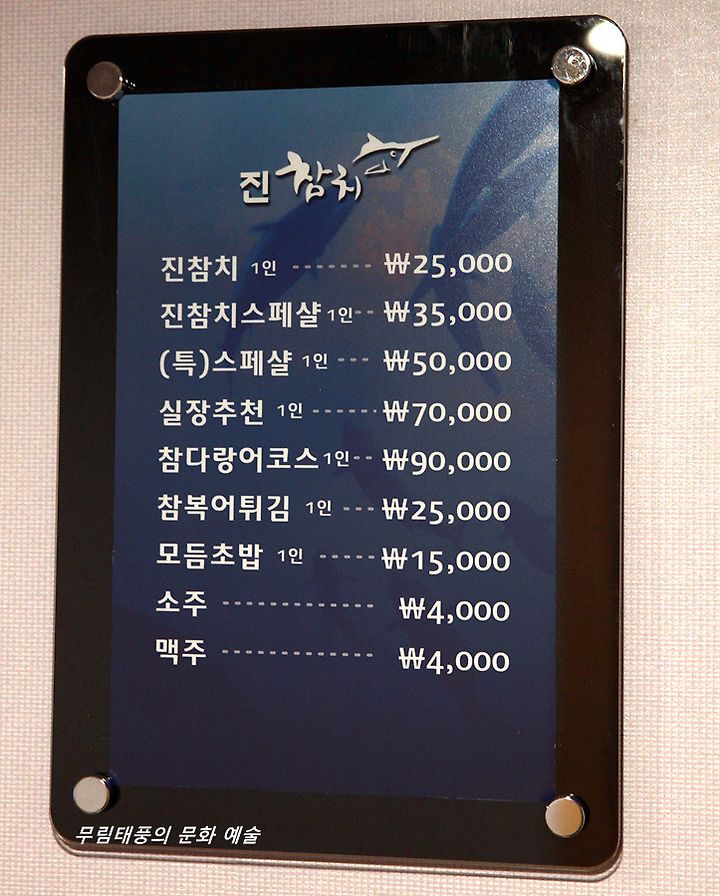 진 참치
진참치 1인 ------- ₩25,000
진참치스페샬 1인-- ₩35,000
(특)스페샬 1인 --- ₩50,000
실장추천 1인 ------ ₩70,000
참다랑어코스 1인-- ₩90,000
참복어튀김 1인 --- ₩25,000
모듬초밥 1인 ----- ₩15,000
소주 -------------- ₩4,000
맥주 -------------- ₩4,000
무림태풍의 문화 예술